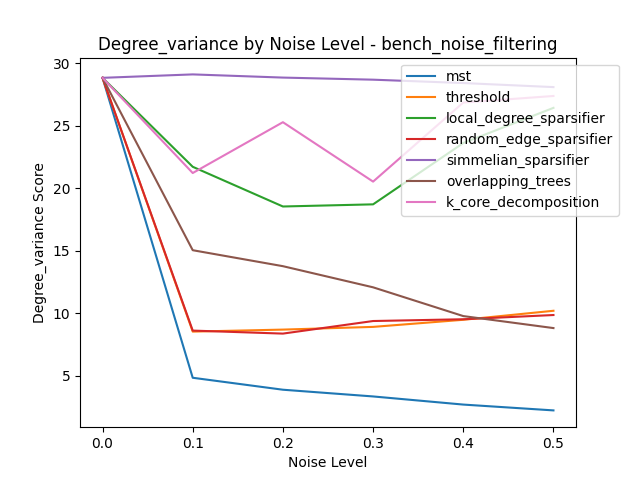 Degree_variance by Noise Level - bench_noise_filtering
Degree_variance Score
30
25
20
15
10
5
mst
threshold
local_degree_sparsifier
random_edge_sparsifier
simmelian_sparsifier
overlapping_trees
k_core_decomposition
0.0 0.1 0.2 0.3 0.4 0.5
Noise Level